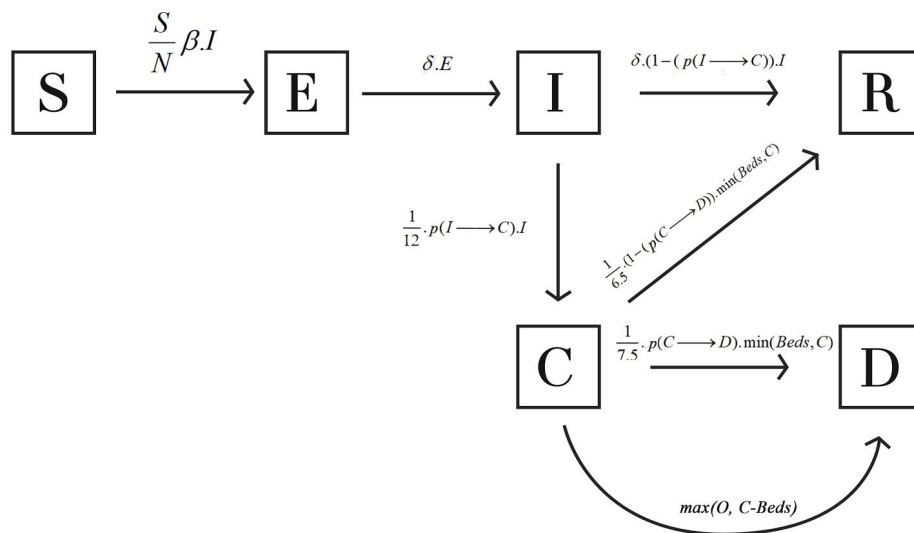 S/N β.I
δ.E
δ.(1−( p(I⟶C)).I
S
E
I
R
1/12 . p(I⟶C).I
1/6.5 .(1−(p(C⟶D)).min(Beds,C)
1/7.5 . p(C⟶D).min(Beds,C)
C
D
max(O, C-Beds)